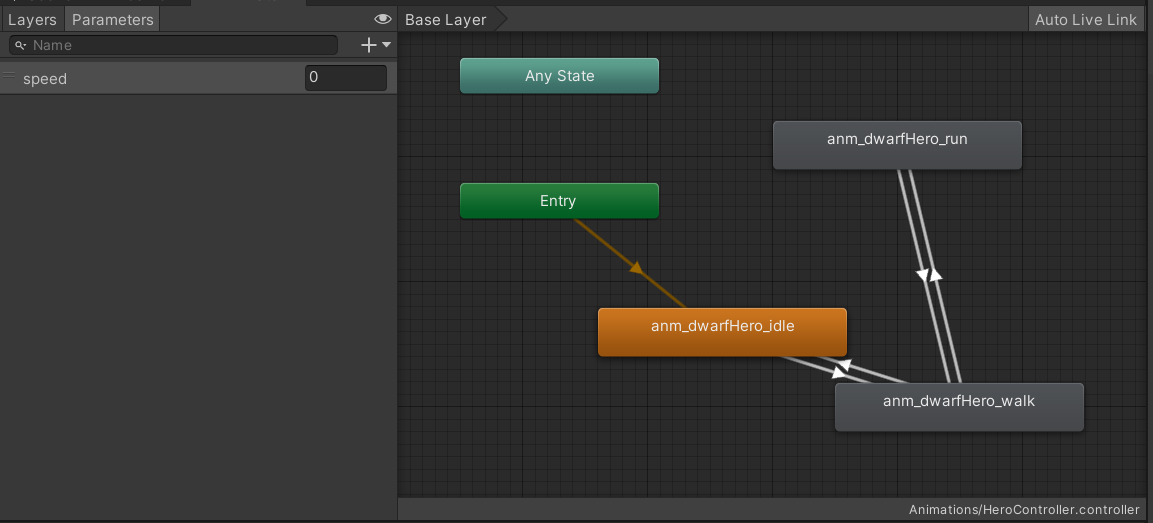 Layers Parameters
Base Layer
Auto Live Link
Name
speed
0
Any State
anm_dwarfHero_run
Entry
anm_dwarfHero_idle
anm_dwarfHero_walk
Animations/HeroController.controller